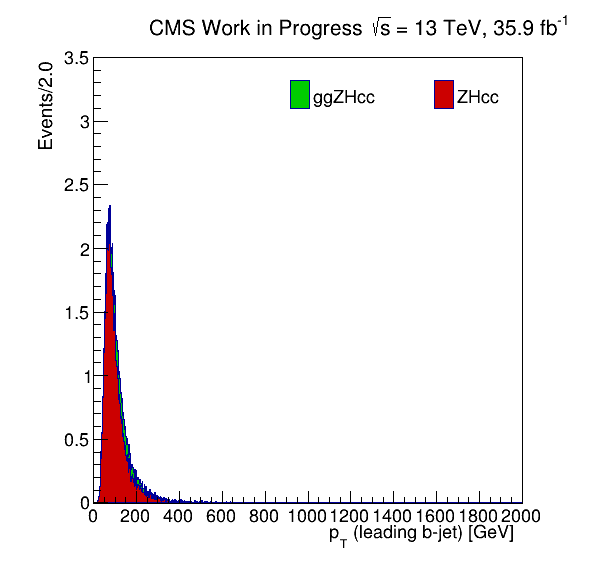 CMS Work in Progress √s = 13 TeV, 35.9 fb⁻¹
Events/2.0
3.5
3
2.5
2
1.5
1
0.5
0
ggZHcc ZHcc
0 200 400 600 800 1000 1200 1400 1600 1800 2000
p_T (leading b-jet) [GeV]